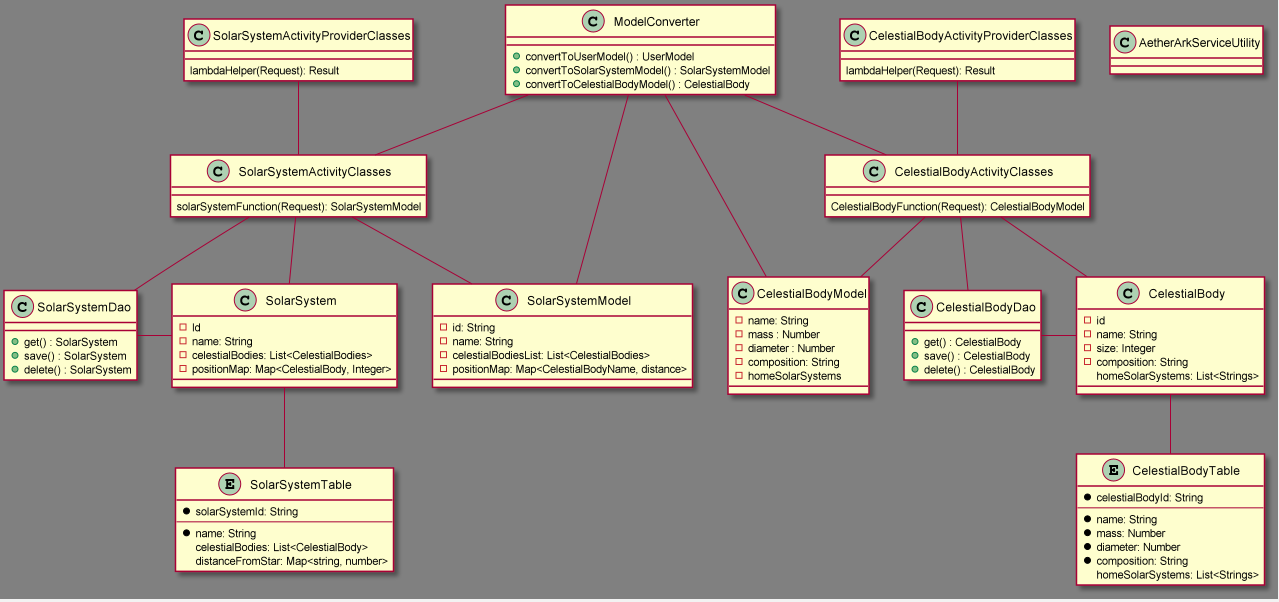 C SolarSystemActivityProviderClasses
lambdaHelper(Request): Result
C ModelConverter
convertToUserModel() : UserModel
convertToSolarSystemModel() : SolarSystemModel
convertToCelestialBodyModel() : CelestialBody
C CelestialBodyActivityProviderClasses
lambdaHelper(Request): Result
C AetherArkServiceUtility
C SolarSystemActivityClasses
solarSystemFunction(Request): SolarSystemModel
C CelestialBodyActivityClasses
CelestialBodyFunction(Request): CelestialBodyModel
C SolarSystemDao
get() : SolarSystem
save() : SolarSystem
delete() : SolarSystem
C SolarSystem
Id
name: String
celestialBodies: List<CelestialBodies>
positionMap: Map<CelestialBody, Integer>
C SolarSystemModel
id: String
name: String
celestialBodiesList: List<CelestialBodies>
positionMap: Map<CelestialBodyName, distance>
C CelestialBodyModel
name: String
mass : Number
diameter : Number
composition: String
homeSolarSystems
C CelestialBodyDao
get() : CelestialBody
save() : CelestialBody
delete() : CelestialBody
C CelestialBody
id
name: String
size: Integer
composition: String
homeSolarSystems: List<Strings>
E SolarSystemTable
solarSystemId: String
name: String
celestialBodies: List<CelestialBody>
distanceFromStar: Map<string, number>
E CelestialBodyTable
celestialBodyId: String
name: String
mass: Number
diameter: Number
composition: String
homeSolarSystems: List<Strings>